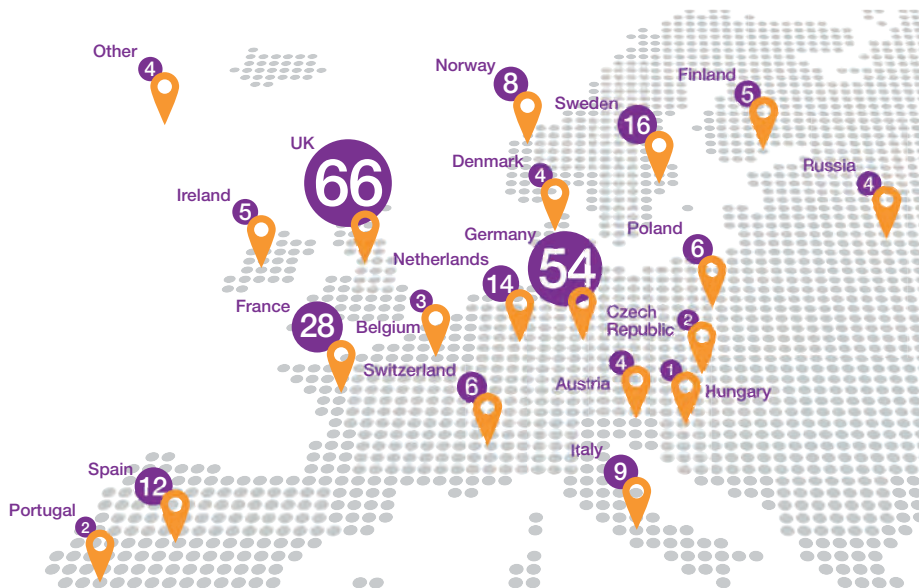 Other
4
Norway
8
Finland
5
Sweden
16
UK
66
Denmark
4
Russia
4
Ireland
5
Germany
54
Poland
6
Netherlands
14
France
28
Belgium
3
Czech
Republic
2
Switzerland
6
Austria
4
Hungary
1
Italy
9
Spain
12
Portugal
2